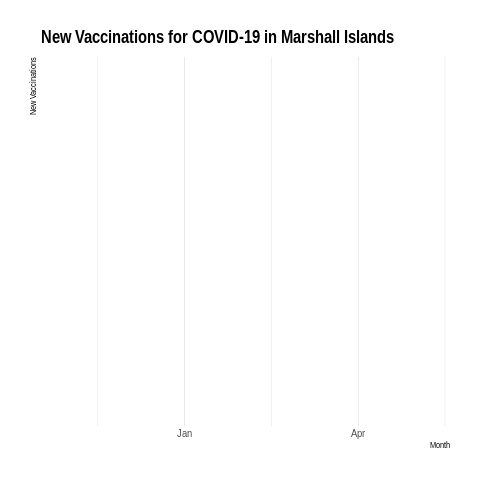 New Vaccinations for COVID-19 in Marshall Islands
New Vaccinations
Jan
Apr
Month